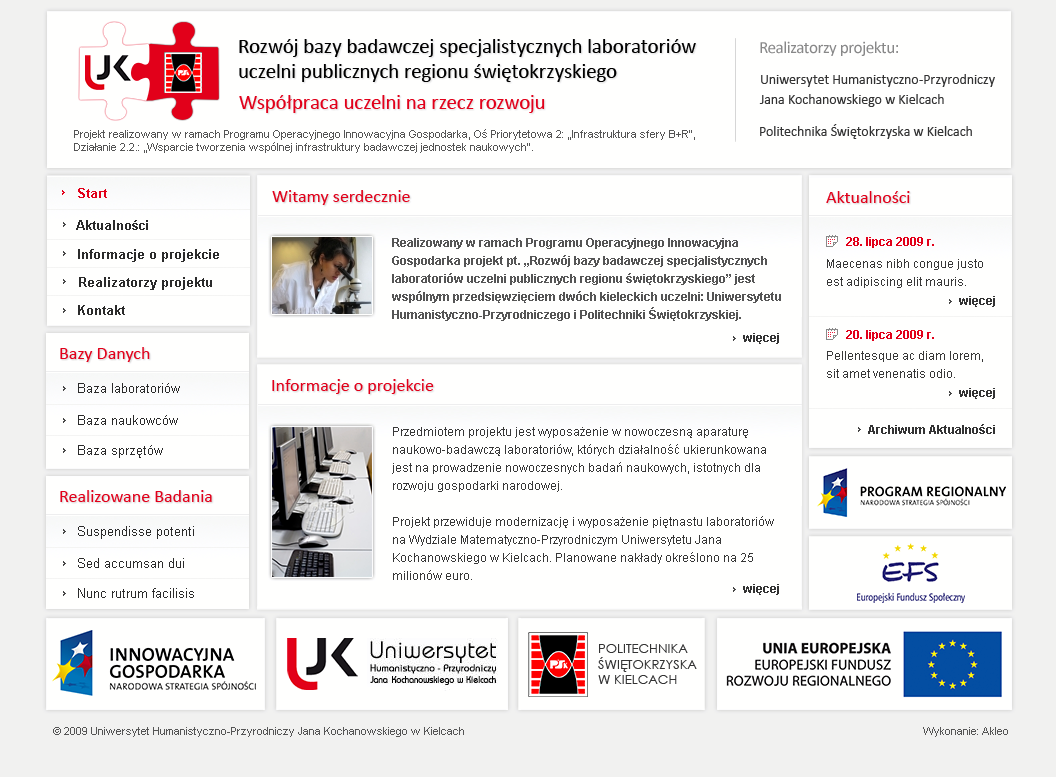 UK
PŚk
Rozwój bazy badawczej specjalistycznych laboratoriów
uczelni publicznych regionu świętokrzyskiego
Współpraca uczelni na rzecz rozwoju
Projekt realizowany w ramach Programu Operacyjnego Innowacyjna Gospodarka, Oś Priorytetowa 2: „Infrastruktura sfery B+R”,
Działanie 2.2.: „Wsparcie tworzenia wspólnej infrastruktury badawczej jednostek naukowych”.
Realizatorzy projektu:
Uniwersytet Humanistyczno-Przyrodniczy
Jana Kochanowskiego w Kielcach
Politechnika Świętokrzyska w Kielcach
Start
Aktualności
Informacje o projekcie
Realizatorzy projektu
Kontakt
Bazy Danych
Baza laboratoriów
Baza naukowców
Baza sprzętów
Realizowane Badania
Suspendisse potenti
Sed accumsan dui
Nunc rutrum facilisis
Witamy serdecznie
Realizowany w ramach Programu Operacyjnego Innowacyjna
Gospodarka projekt pt. „Rozwój bazy badawczej specjalistycznych
laboratoriów uczelni publicznych regionu świętokrzyskiego” jest
wspólnym przedsięwzięciem dwóch kieleckich uczelni: Uniwersytetu
Humanistyczno-Przyrodniczego i Politechniki Świętokrzyskiej.
więcej
Informacje o projekcie
Przedmiotem projektu jest wyposażenie w nowoczesną aparaturę
naukowo-badawczą laboratoriów, których działalność ukierunkowana
jest na prowadzenie nowoczesnych badań naukowych, istotnych dla
rozwoju gospodarki narodowej.
Projekt przewiduje modernizację i wyposażenie piętnastu laboratoriów
na Wydziale Matematyczno-Przyrodniczym Uniwersytetu Jana
Kochanowskiego w Kielcach. Planowane nakłady określono na 25
milionów euro.
więcej
Aktualności
28. lipca 2009 r.
Maecenas nibh congue justo
est adipiscing elit mauris.
więcej
20. lipca 2009 r.
Pellentesque ac diam lorem,
sit amet venenatis odio.
więcej
Archiwum Aktualności
PROGRAM REGIONALNY
NARODOWA STRATEGIA SPÓJNOŚCI
EFS
Europejski Fundusz Społeczny
INNOWACYJNA
GOSPODARKA
NARODOWA STRATEGIA SPÓJNOŚCI
UK Uniwersytet
Humanistyczno - Przyrodniczy
Jana Kochanowskiego w Kielcach
PŚk
POLITECHNIKA
ŚWIĘTOKRZYSKA
W KIELCACH
UNIA EUROPEJSKA
EUROPEJSKI FUNDUSZ
ROZWOJU REGIONALNEGO
© 2009 Uniwersytet Humanistyczno-Przyrodniczy Jana Kochanowskiego w Kielcach
Wykonanie: Akleo